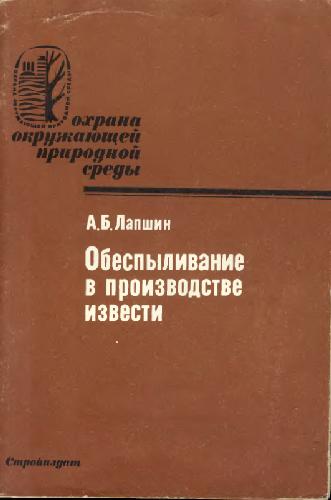 охрана
окружающей
природной
среды
А.Б.Лапшин
Обеспыливание
в производстве
извести
Стройиздат